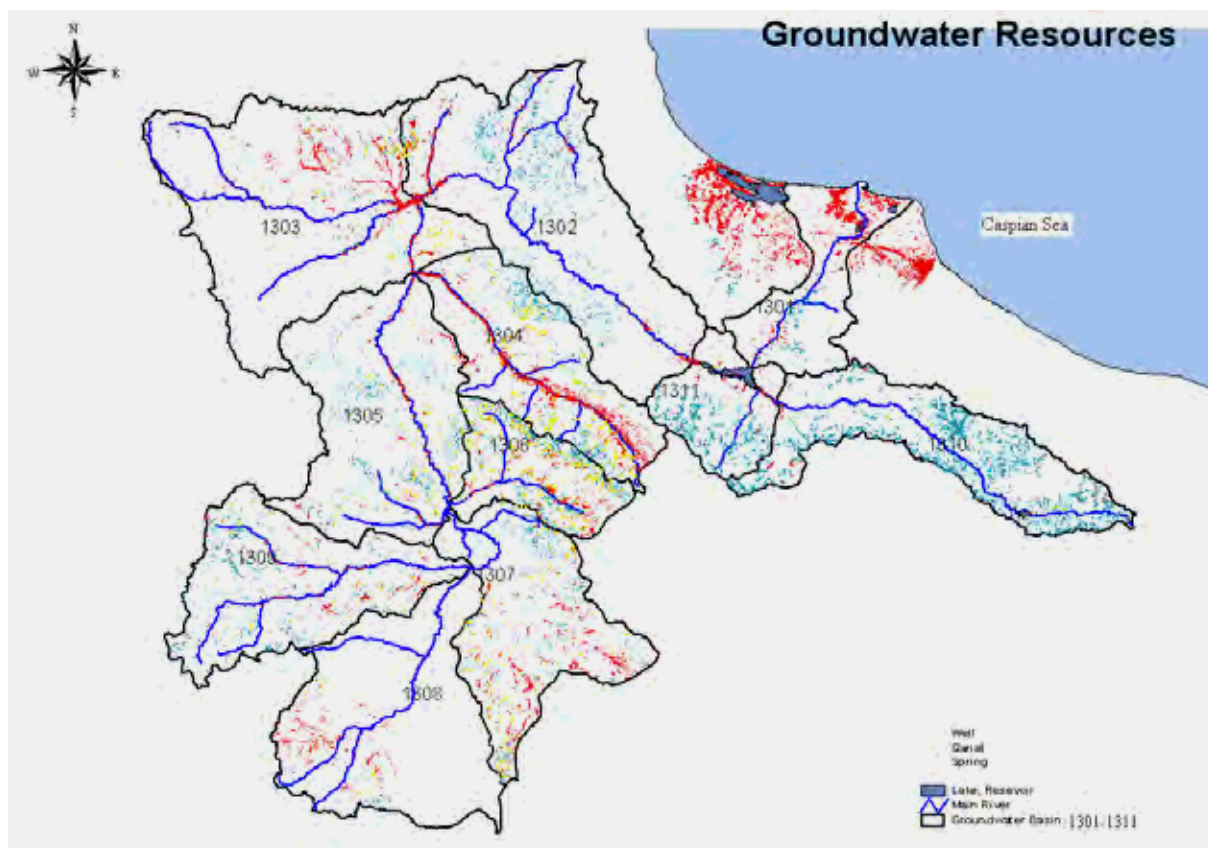 Groundwater Resources
N
W
S
1303
1302
Caspian Sea
1301
1304
1311
1305
1306
1310
1309
1307
1308
Well
Qanat
Spring
Lake, Resevoir
Main River
Groundwater Basin 1301-1311